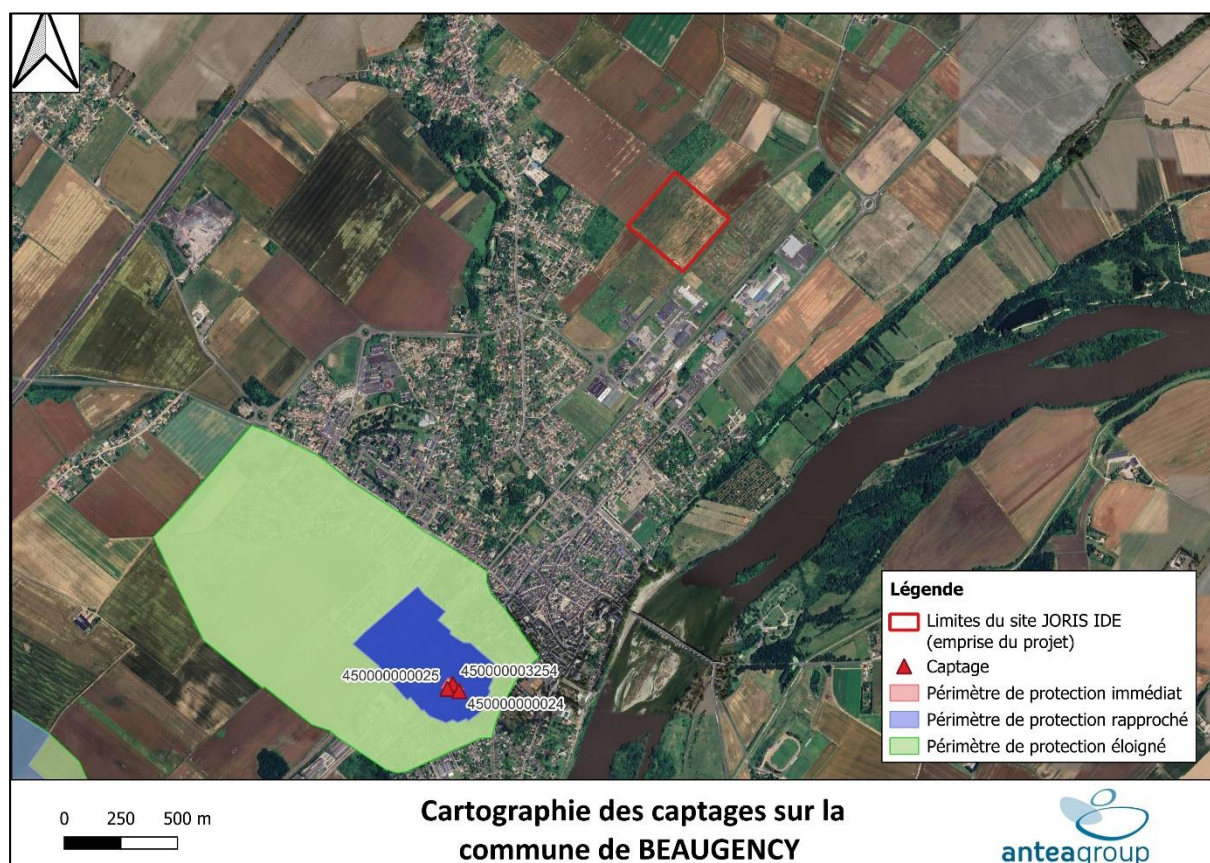 450000000025
450000003254
450000000024
Légende
Limites du site JORIS IDE
(emprise du projet)
Captage
Périmètre de protection immédiat
Périmètre de protection rapproché
Périmètre de protection éloigné
0 250 500 m
Cartographie des captages sur la
commune de BEAUGENCY
anteagroup